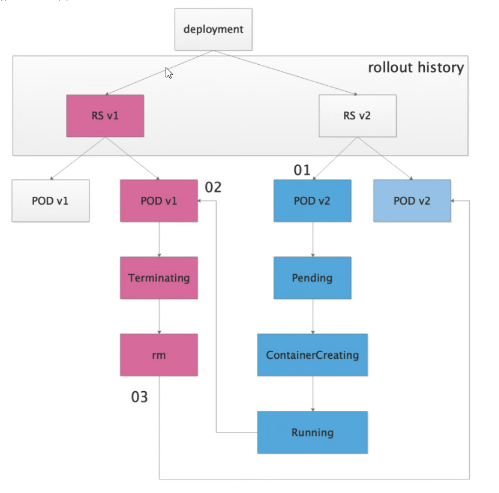 deployment
rollout history
RS v1
RS v2
01
POD v1
POD v1
02
POD v2
POD v2
Terminating
Pending
rm
ContainerCreating
03
Running